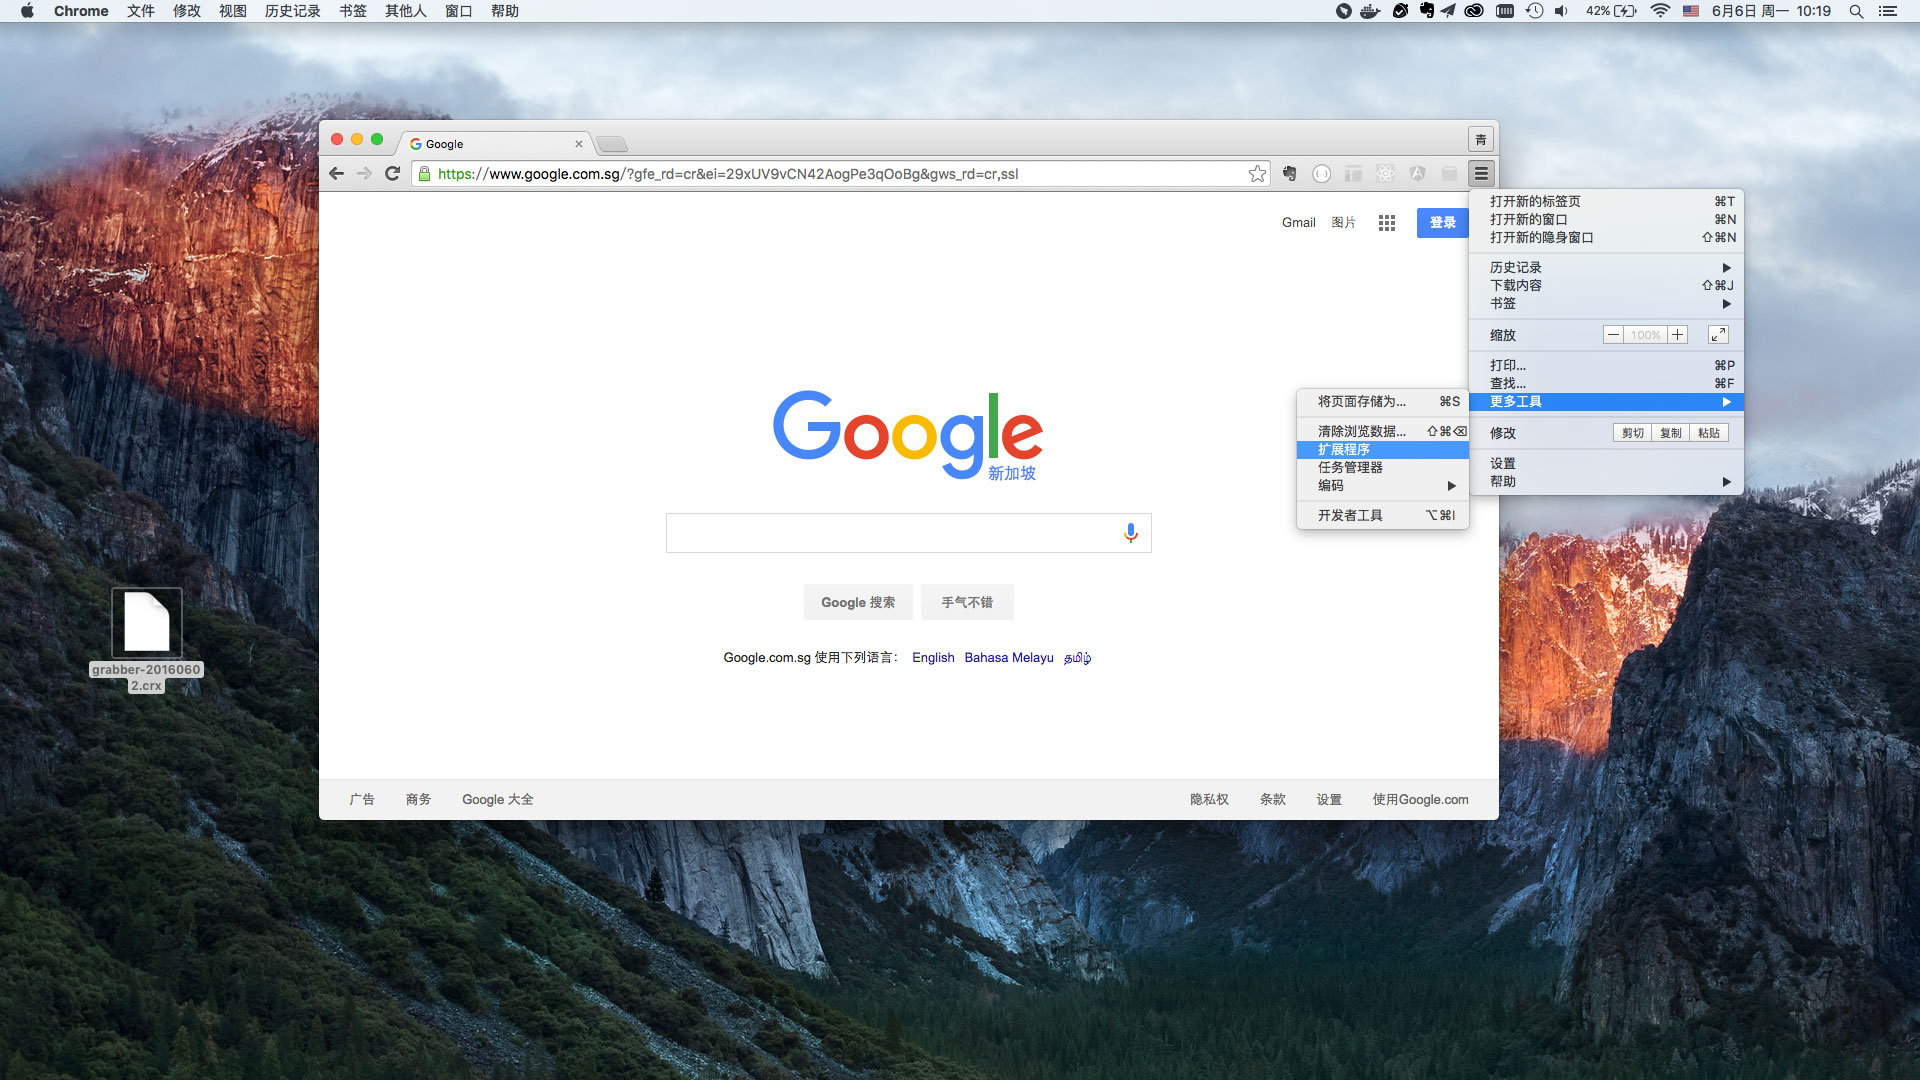 Chrome 文件 修改 视图 历史记录 书签 其他人 窗口 帮助 42% 6月6日 周一 10:19
Google 青
https://www.google.com.sg/?gfe_rd=cr&ei=29xUV9vCN42AogPe3qOoBg&gws_rd=cr,ssl
Gmail 图片 登录
打开新的标签页 ⌘T
打开新的窗口 ⌘N
打开新的隐身窗口 ⇧⌘N
历史记录 ▶
下载内容 ⇧⌘J
书签 ▶
缩放 − 100% +
打印... ⌘P
查找... ⌘F
更多工具 ▶
修改 剪切 复制 粘贴
设置
帮助 ▶
将页面存储为... ⌘S
清除浏览数据... ⇧⌘⌫
扩展程序
任务管理器
编码 ▶
开发者工具 ⌥⌘I
Google
新加坡
Google 搜索 手气不错
Google.com.sg 使用下列语言： English Bahasa Melayu தமிழ்
广告 商务 Google 大全 隐私权 条款 设置 使用Google.com
grabber-2016060
2.crx